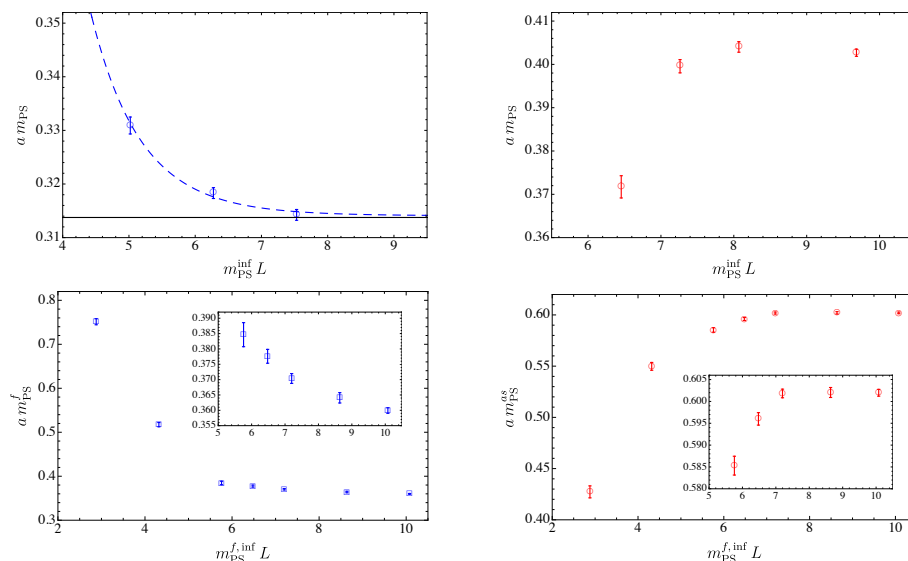 0.35
0.34
0.33
0.32
0.31
4 5 6 7 8 9
a m_PS
m_PS^inf L
0.41
0.40
0.39
0.38
0.37
0.36
6 7 8 9 10
a m_PS
m_PS^inf L
0.8
0.7
0.6
0.5
0.4
0.3
2 4 6 8 10
a m_PS^f
m_PS^{f, inf} L
0.390
0.385
0.380
0.375
0.370
0.365
0.360
0.355
5 6 7 8 9 10
0.60
0.55
0.50
0.45
0.40
2 4 6 8 10
a m_PS^{as}
m_PS^{f, inf} L
0.605
0.600
0.595
0.590
0.585
0.580
5 6 7 8 9 10